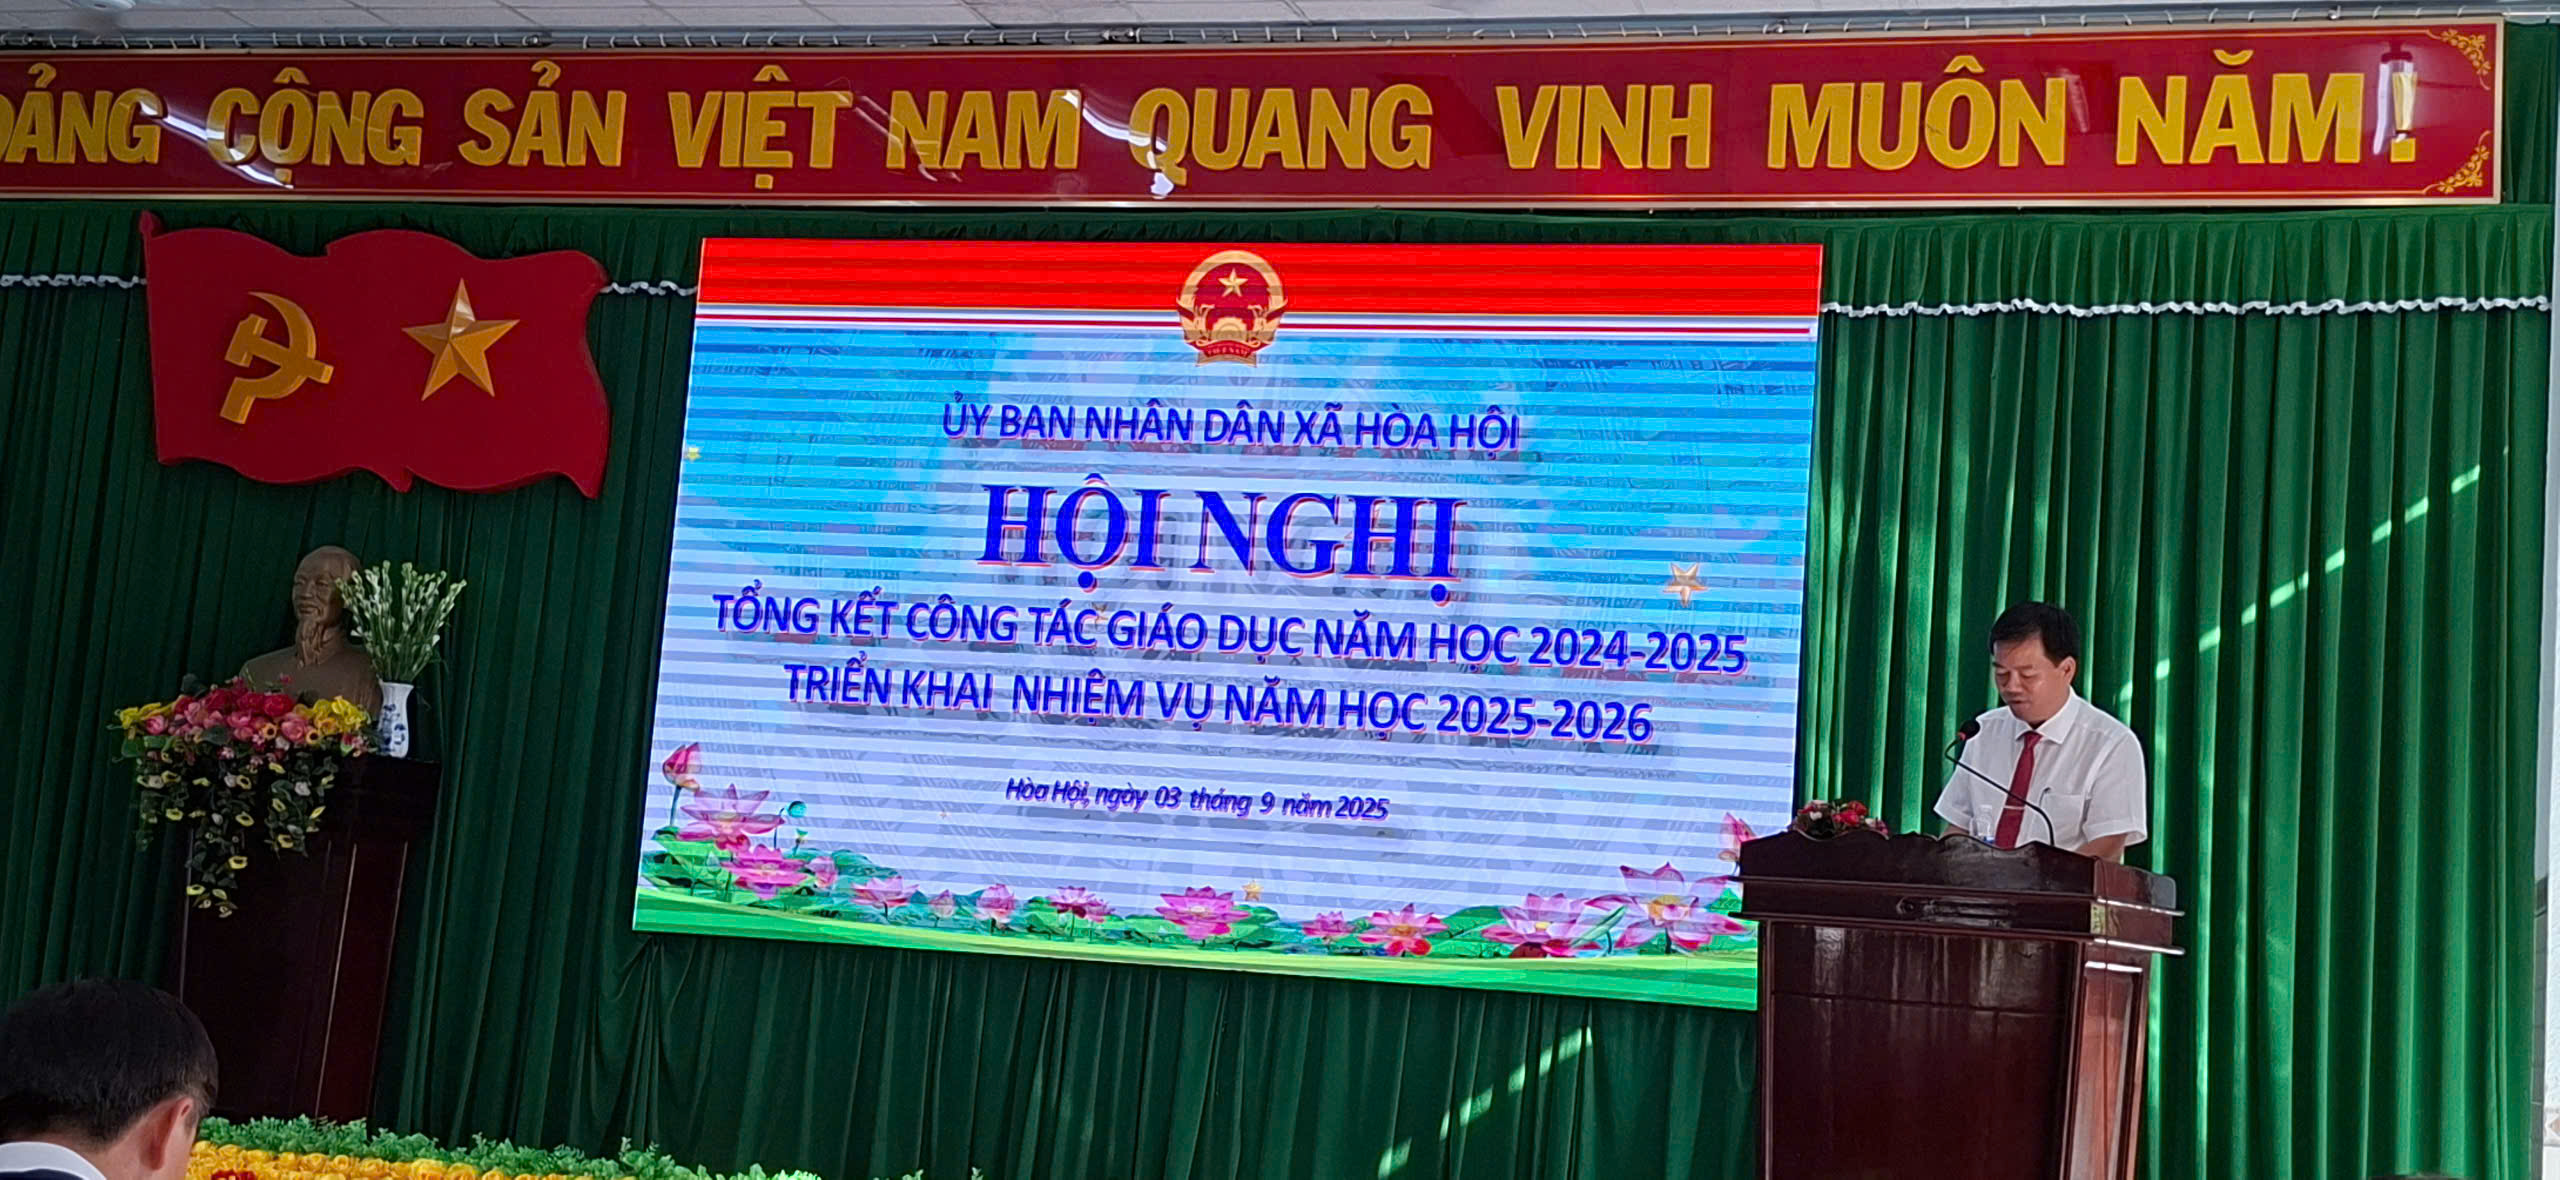 ĐẢNG CỘNG SẢN VIỆT NAM QUANG VINH MUÔN NĂM!
VIỆT NAM
ỦY BAN NHÂN DÂN XÃ HÒA HỘI
HỘI NGHỊ
TỔNG KẾT CÔNG TÁC GIÁO DỤC NĂM HỌC 2024-2025
TRIỂN KHAI NHIỆM VỤ NĂM HỌC 2025-2026
Hòa Hội, ngày 03 tháng 9 năm 2025